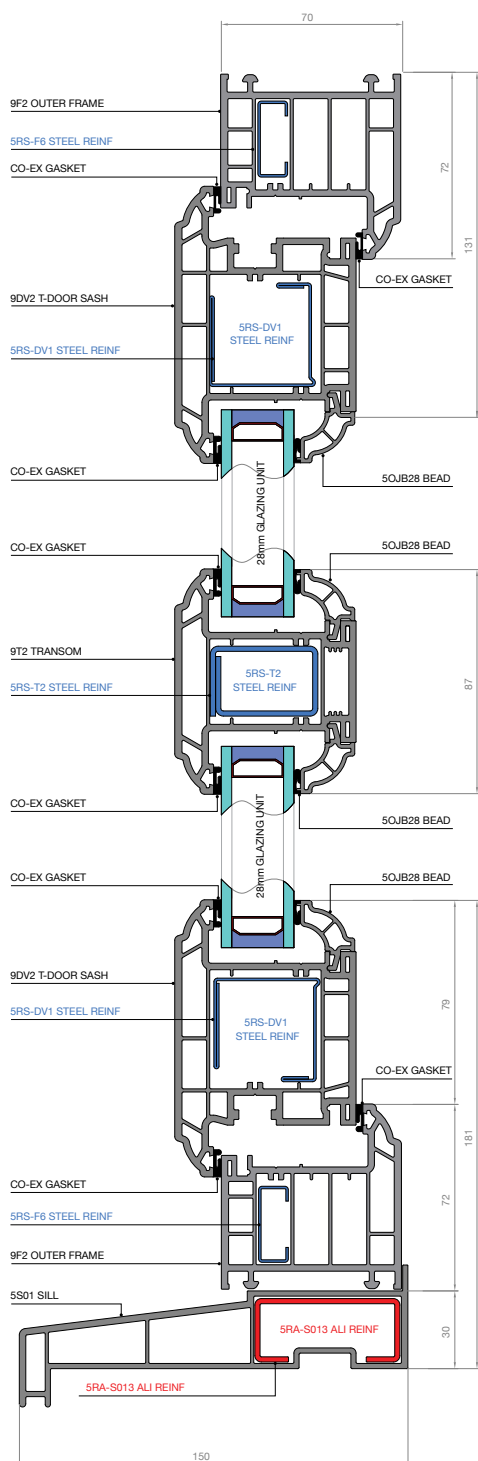 70
9F2 OUTER FRAME
5RS-F6 STEEL REINF
CO-EX GASKET
72
131
CO-EX GASKET
9DV2 T-DOOR SASH
5RS-DV1
STEEL REINF
5RS-DV1 STEEL REINF
CO-EX GASKET
5OJB28 BEAD
28mm GLAZING UNIT
CO-EX GASKET
5OJB28 BEAD
9T2 TRANSOM
5RS-T2
STEEL REINF
5RS-T2 STEEL REINF
87
CO-EX GASKET
5OJB28 BEAD
28mm GLAZING UNIT
CO-EX GASKET
5OJB28 BEAD
9DV2 T-DOOR SASH
5RS-DV1 STEEL REINF
5RS-DV1
STEEL REINF
79
CO-EX GASKET
181
CO-EX GASKET
72
5RS-F6 STEEL REINF
9F2 OUTER FRAME
5S01 SILL
5RA-S013 ALI REINF
30
5RA-S013 ALI REINF
150